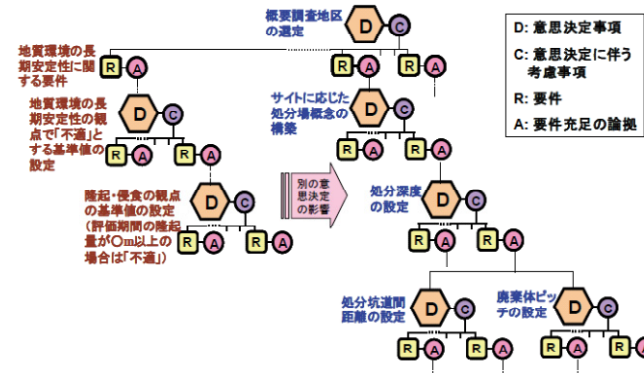 概要調査地区
の選定
D
C
D: 意思決定事項
C: 意思決定に伴う
考慮事項
R: 要件
A: 要件充足の論拠
地質環境の長
期安定性に関
する要件
R
A
R
A
R
A
地質環境の長
期安定性の観
点で「不適」と
する基準値の
設定
D
C
R
A
R
A
サイトに応じた
処分場概念の
構築
D
C
R
A
R
A
隆起・侵食の観点
の基準値の設定
(評価期間の隆起
量が〇m以上の
場合は「不適」)
D
C
R
A
R
A
別の意
思決定
の影響
処分深度
の設定
D
C
R
A
R
A
処分坑道間
距離の設定
D
C
R
A
R
A
廃棄体ピッ
チの設定
D
C
R
A
R
A